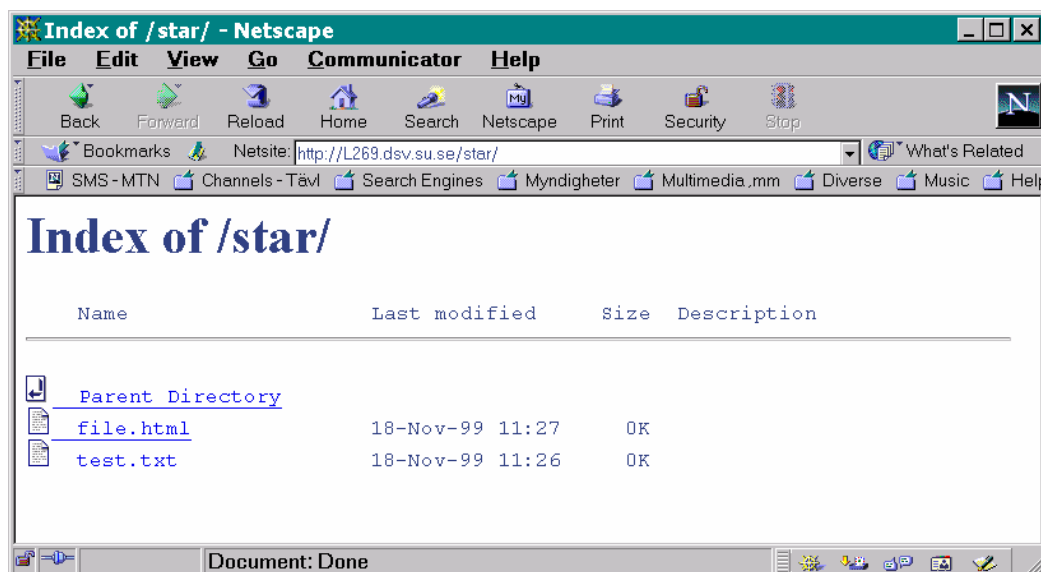 Index of /star/ - Netscape
File Edit View Go Communicator Help
Back Forward Reload Home Search Netscape Print Security Stop
My
N
Bookmarks Netsite: http://L269.dsv.su.se/star/ What's Related
SMS - MTN Channels - Tävl Search Engines Myndigheter Multimedia ,mm Diverse Music Help
Index of /star/
Name Last modified Size Description
Parent Directory
file.html 18-Nov-99 11:27 0K
test.txt 18-Nov-99 11:26 0K
Document: Done